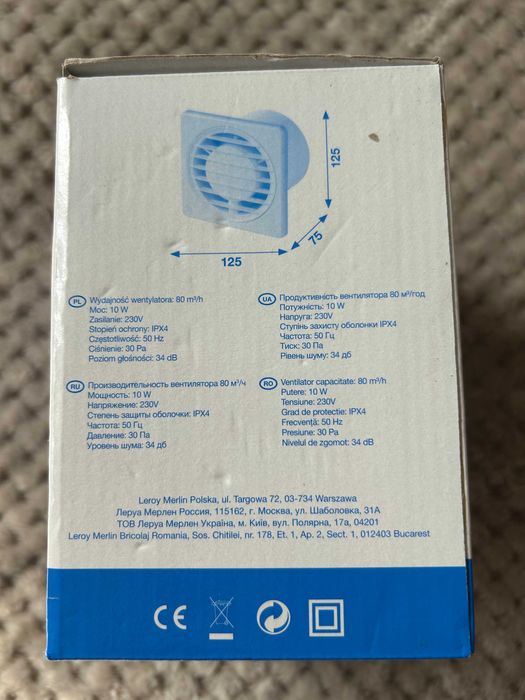 125
75
125
PL Wydajność wentylatora: 80 m³/h
Moc: 10 W
Zasilanie: 230V
Stopień ochrony: IPX4
Częstotliwość: 50 Hz
Ciśnienie: 30 Pa
Poziom głośności: 34 dB
UA Продуктивність вентилятора 80 м³/год
Потужність: 10 W
Напруга: 230V
Ступінь захисту оболонки IPX4
Частота: 50 Гц
Тиск: 30 Па
Рівень шуму: 34 дб
RU Производительность вентилятора 80 м³/ч
Мощность: 10 W
Напряжение: 230V
Степень защиты оболочки: IPX4
Частота: 50 Гц
Давление: 30 Па
Уровень шума: 34 дб
RO Ventilator capacitate: 80 m³/h
Putere: 10 W
Tensiune: 230V
Grad de protectie: IPX4
Frecvență: 50 Hz
Presiune: 30 Pa
Nivelul de zgomot: 34 dB
Leroy Merlin Polska, ul. Targowa 72, 03-734 Warszawa
Леруа Мерлен Россия, 115162, г. Москва, ул. Шаболовка, 31А
ТОВ Леруа Мерлен Україна, м. Київ, вул. Полярна, 17а, 04201
Leroy Merlin Bricolaj Romania, Sos. Chitilei, nr. 178, Et. 1, Ap. 2, Sect. 1, 012403 Bucarest
CE